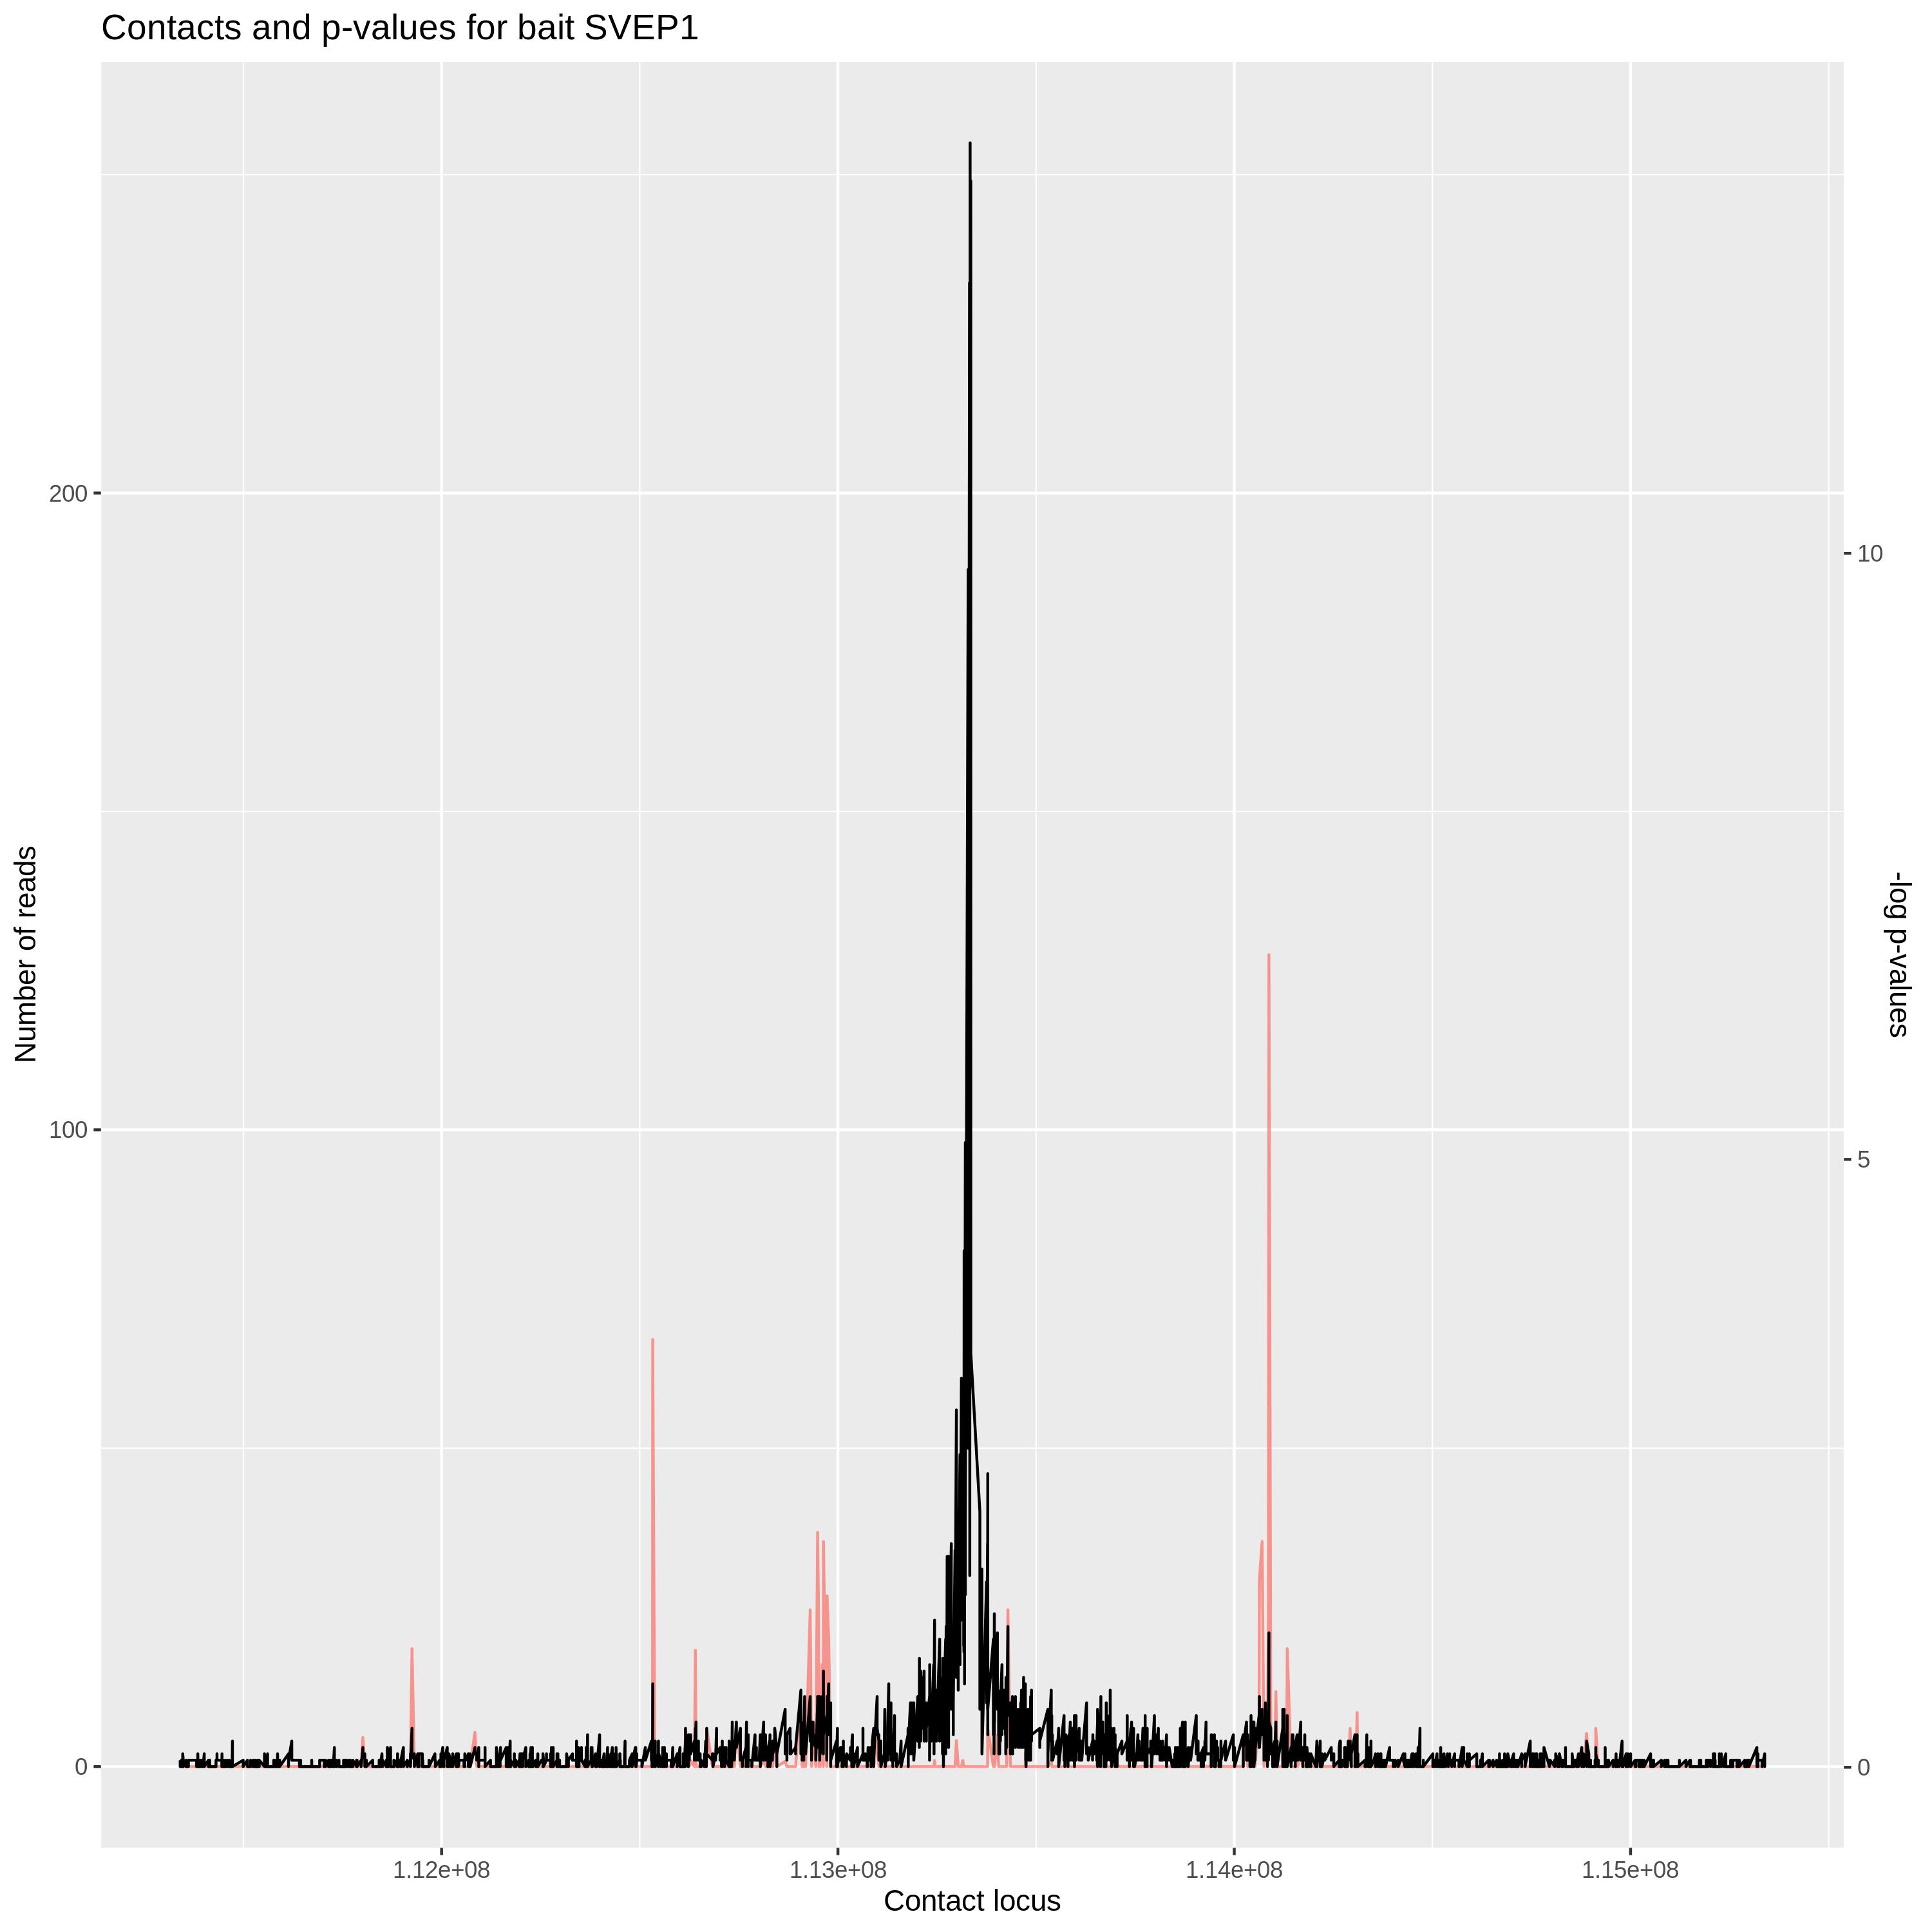 Contacts and p-values for bait SVEP1
Number of reads
200
100
0
10
5
0
-log p-values
1.12e+08
1.13e+08
1.14e+08
1.15e+08
Contact locus